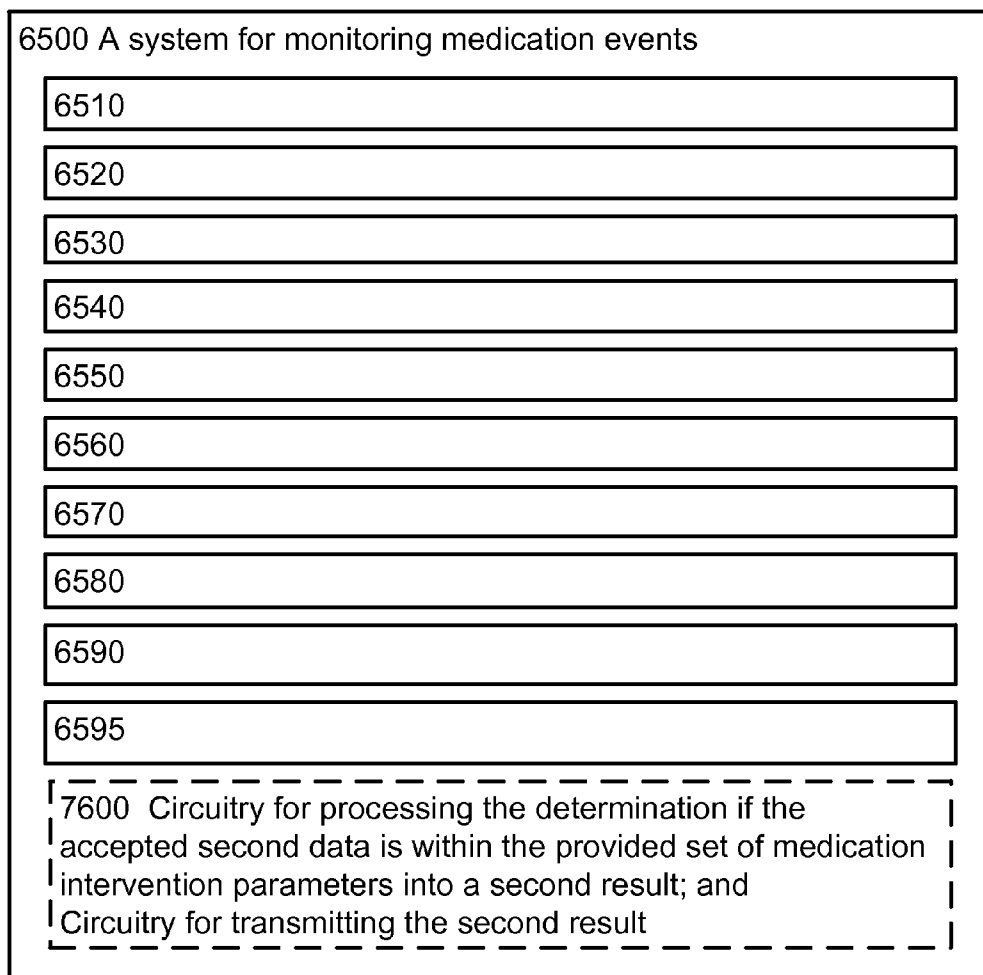 6500 A system for monitoring medication events
6510
6520
6530
6540
6550
6560
6570
6580
6590
6595
7600 Circuitry for processing the determination if the
accepted second data is within the provided set of medication
intervention parameters into a second result; and
Circuitry for transmitting the second result